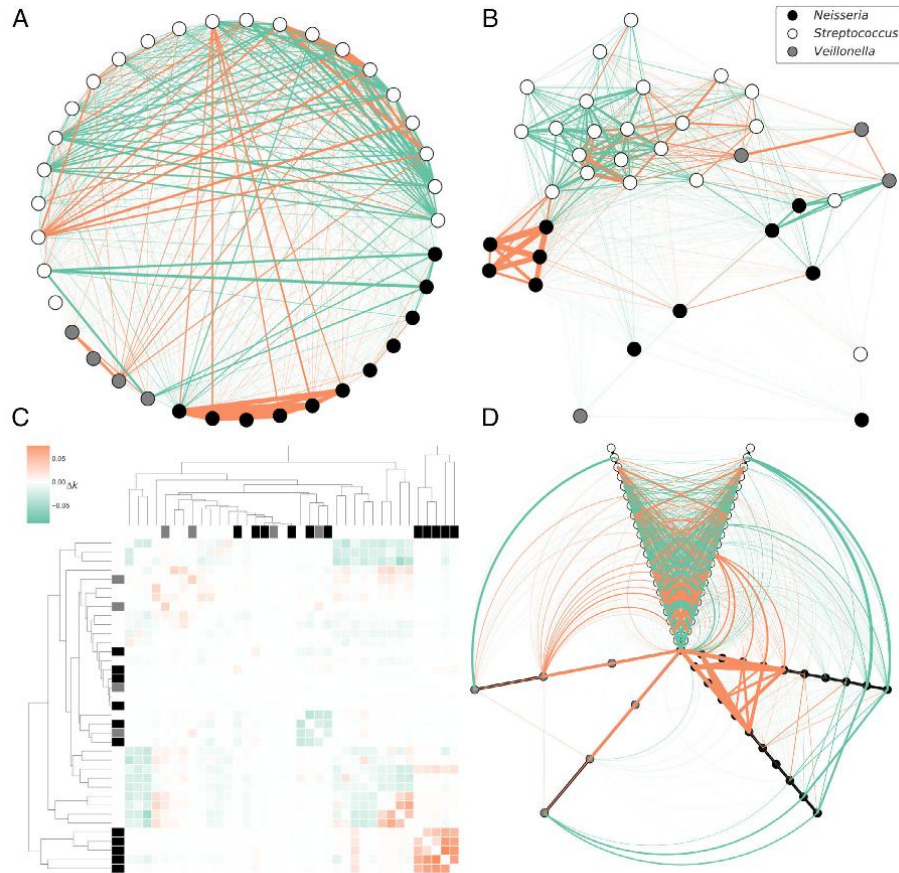 A
B
Neisseria
Streptococcus
Veillonella
C
0.05
0.00
−0.05
Δk
D